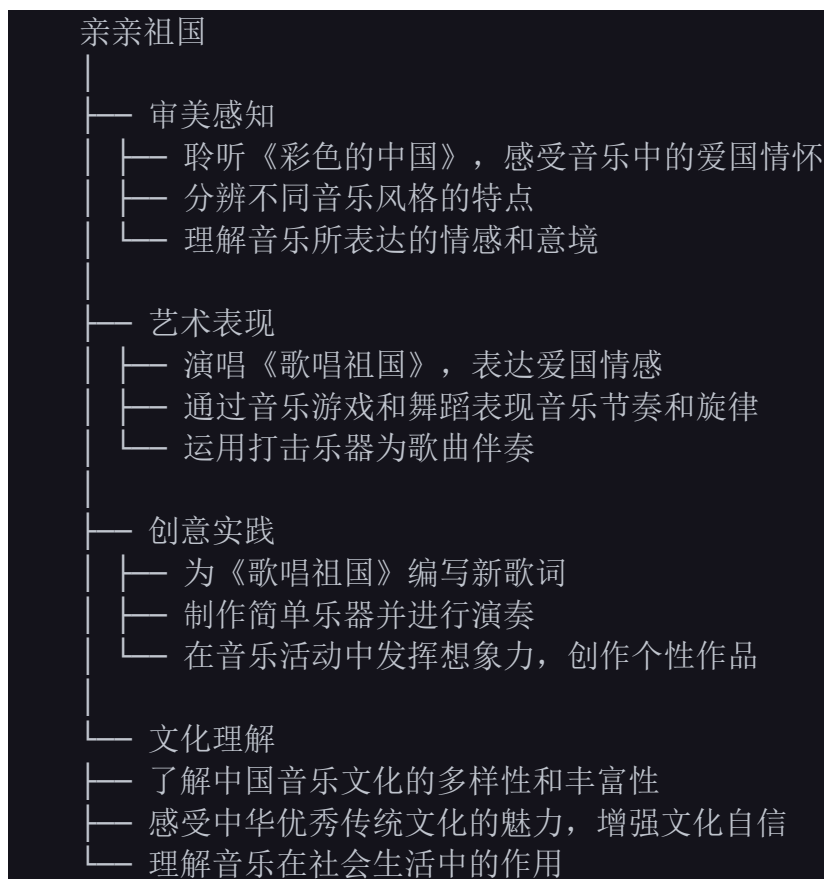 亲亲祖国
│
├── 审美感知
│ ├── 聆听《彩色的中国》，感受音乐中的爱国情怀
│ ├── 分辨不同音乐风格的特点
│ └── 理解音乐所表达的情感和意境
│
├── 艺术表现
│ ├── 演唱《歌唱祖国》，表达爱国情感
│ ├── 通过音乐游戏和舞蹈表现音乐节奏和旋律
│ └── 运用打击乐器为歌曲伴奏
│
├── 创意实践
│ ├── 为《歌唱祖国》编写新歌词
│ ├── 制作简单乐器并进行演奏
│ └── 在音乐活动中发挥想象力，创作个性作品
│
└── 文化理解
├── 了解中国音乐文化的多样性和丰富性
├── 感受中华优秀传统文化的魅力，增强文化自信
└── 理解音乐在社会生活中的作用